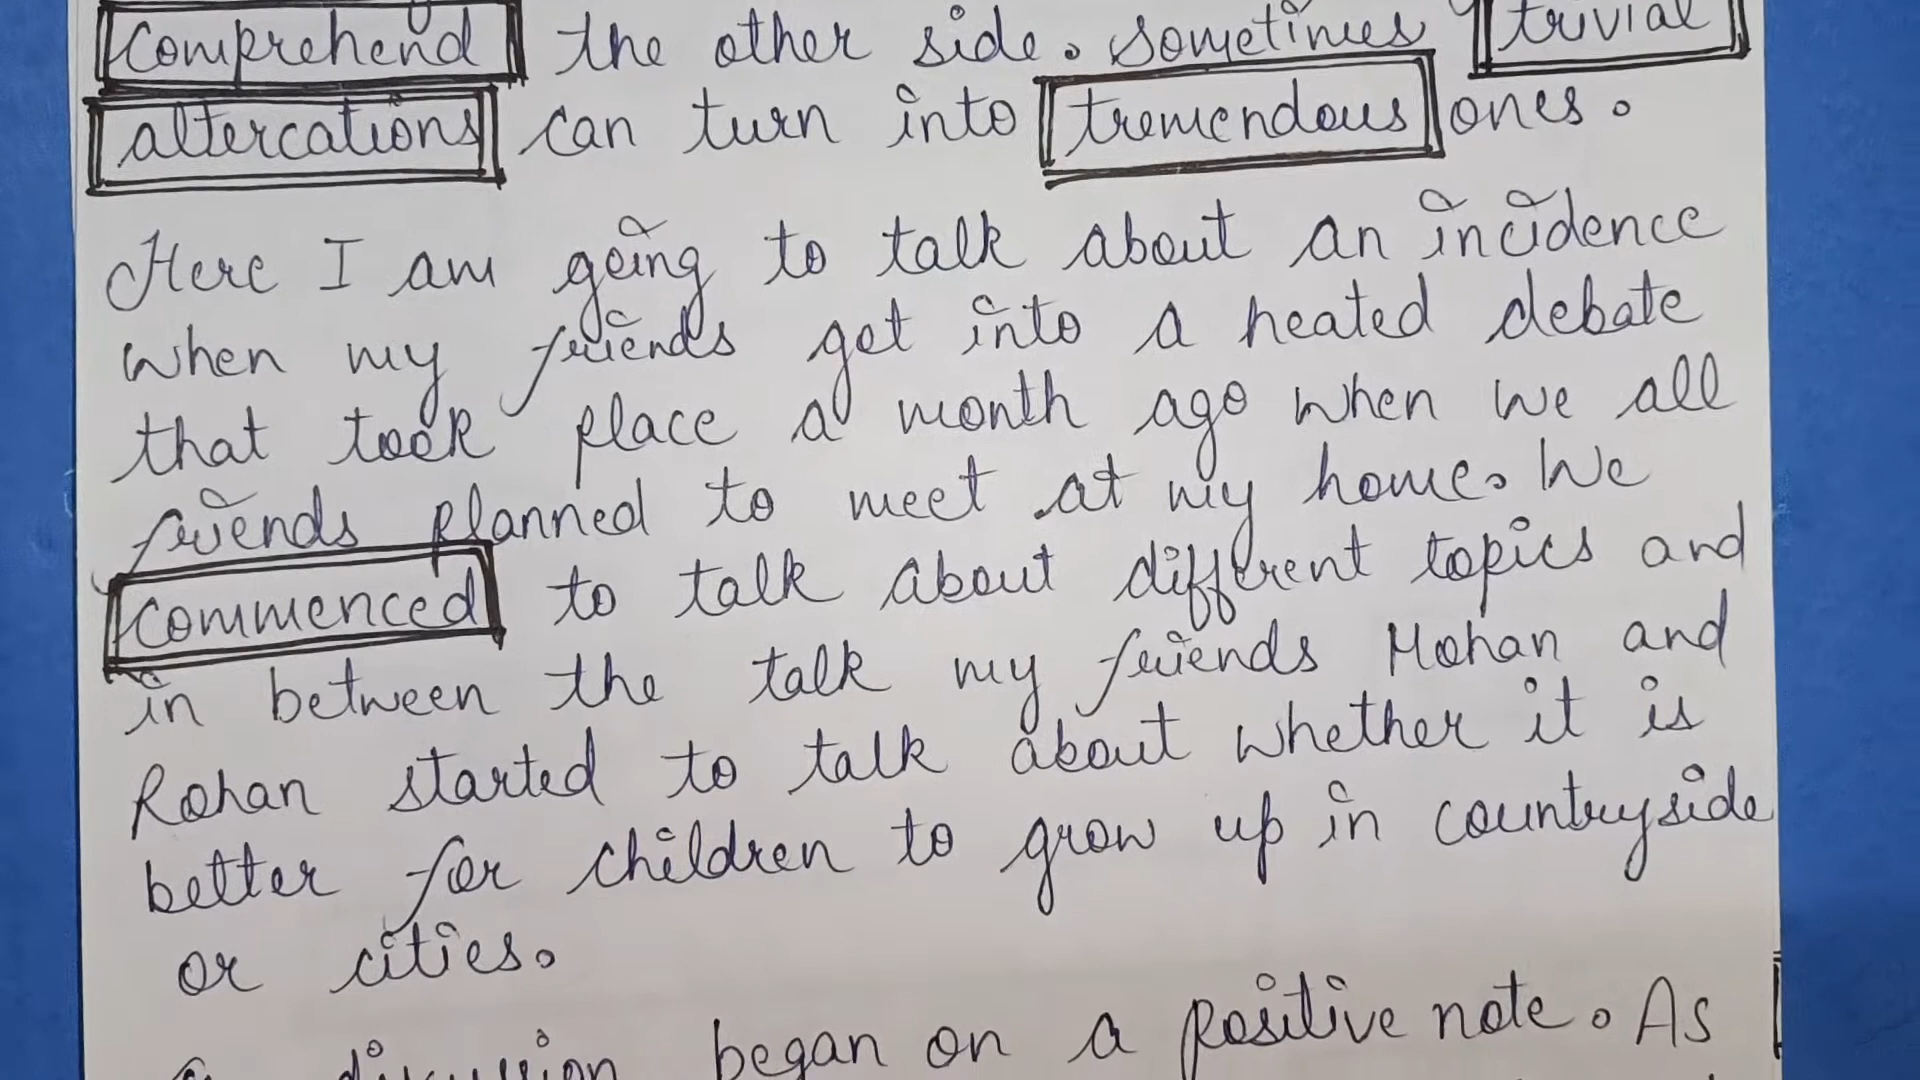 comprehend the other side. sometimes trivial
altercations can turn into tremendous ones.
Here I am going to talk about an incidence
when my friends get into a heated debate
that took place a month ago when we all
friends planned to meet at my home. We
commenced to talk about different topics and
in between the talk my friends Mohan and
Rohan started to talk about whether it is
better for children to grow up in countryside
or cities.
discussion began on a positive note. As